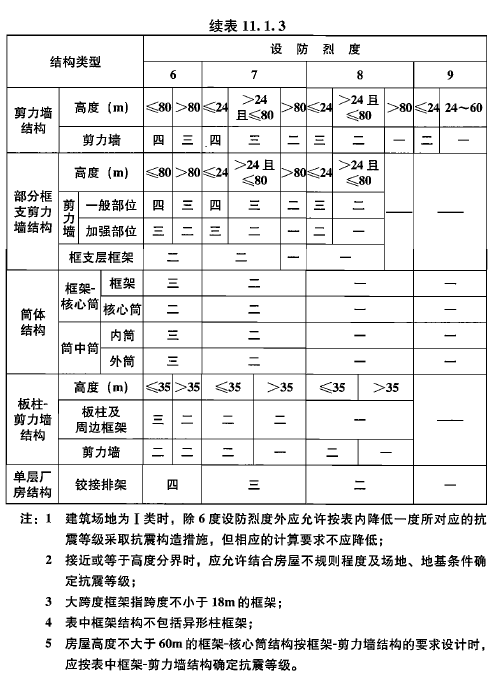 续表 11.1.3
结构类型 设 防 烈 度
6 7 8 9
剪力墙结构 高度（m） ≤80 >80 ≤24 >24且≤80 >80 ≤24 >24且≤80 >80 ≤24 24～60
剪力墙 四 三 四 三 二 三 二 一 二 一
部分框支剪力墙结构 高度（m） ≤80 >80 ≤24 >24且≤80 >80 ≤24 >24且≤80 —— ——
剪力墙 一般部位 四 三 四 三 二 三 二
加强部位 三 二 三 二 一 二 一
框支层框架 二 二 一 一
筒体结构 框架-核心筒 框架 三 二 一 一
核心筒 二 二 一 一
筒中筒 内筒 三 二 一 一
外筒 三 二 一 一
板柱-剪力墙结构 高度（m） ≤35 >35 ≤35 >35 ≤35 >35 ——
板柱及周边框架 三 二 二 二 一
剪力墙 二 二 二 一 二 一
单层厂房结构 铰接排架 四 三 二 一
注：1 建筑场地为Ⅰ类时，除6度设防烈度外应允许按表内降低一度所对应的抗
震等级采取抗震构造措施，但相应的计算要求不应降低；
2 接近或等于高度分界时，应允许结合房屋不规则程度及场地、地基条件确
定抗震等级；
3 大跨度框架指跨度不小于18m的框架；
4 表中框架结构不包括异形柱框架；
5 房屋高度不大于60m的框架-核心筒结构按框架-剪力墙结构的要求设计时，
应按表中框架-剪力墙结构确定抗震等级。